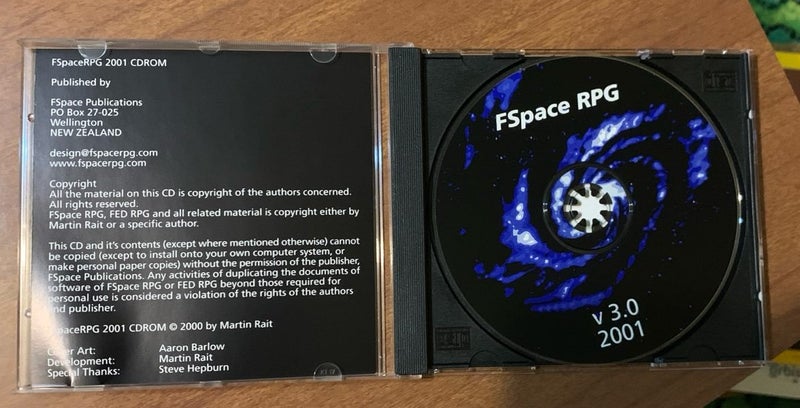 FSpaceRPG 2001 CDROM
Published by
FSpace Publications
PO Box 27-025
Wellington
NEW ZEALAND
design@fspacerpg.com
www.fspacerpg.com
Copyright
All the material on this CD is copyright of the authors concerned.
All rights reserved.
FSpace RPG, FED RPG and all related material is copyright either by
Martin Rait or a specific author.
This CD and it's contents (except where mentioned otherwise) cannot
be copied (except to install onto your own computer system, or
make personal paper copies) without the permission of the publisher,
FSpace Publications. Any activities of duplicating the documents of
software of FSpace RPG or FED RPG beyond those required for
personal use is considered a violation of the rights of the authors
and publisher.
FSpaceRPG 2001 CDROM © 2000 by Martin Rait
Cover Art: Aaron Barlow
Development: Martin Rait
Special Thanks: Steve Hepburn
FSpace RPG
v 3.0
2001